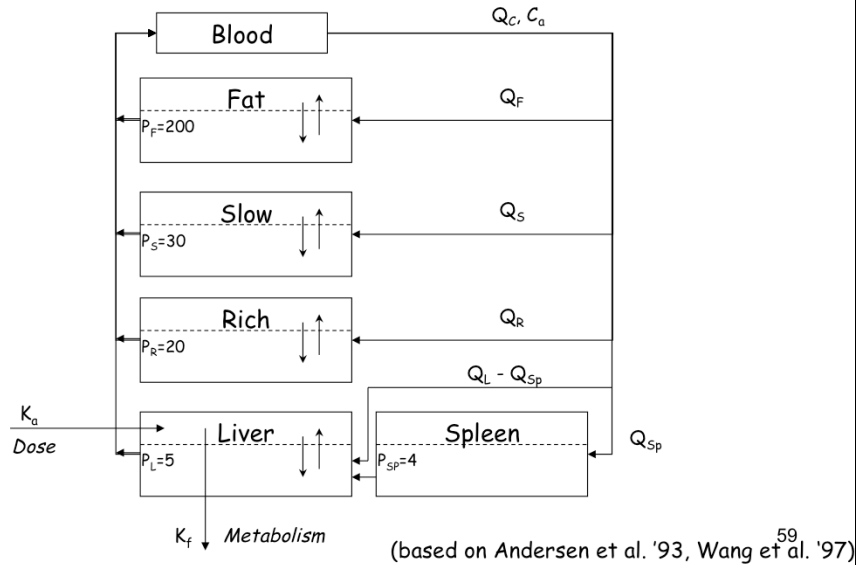 Blood
Q_C, C_a
Fat
Q_F
P_F=200
Slow
Q_S
P_S=30
Rich
Q_R
P_R=20
Q_L - Q_Sp
K_a
Dose
Liver
Spleen
Q_Sp
P_L=5
P_SP=4
K_f
Metabolism
59
(based on Andersen et al. '93, Wang et al. '97)